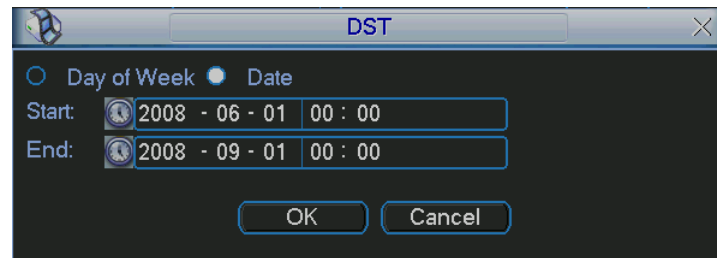 DST
Day of Week Date
Start: 2008 - 06 - 01 00 : 00
End: 2008 - 09 - 01 00 : 00
OK Cancel